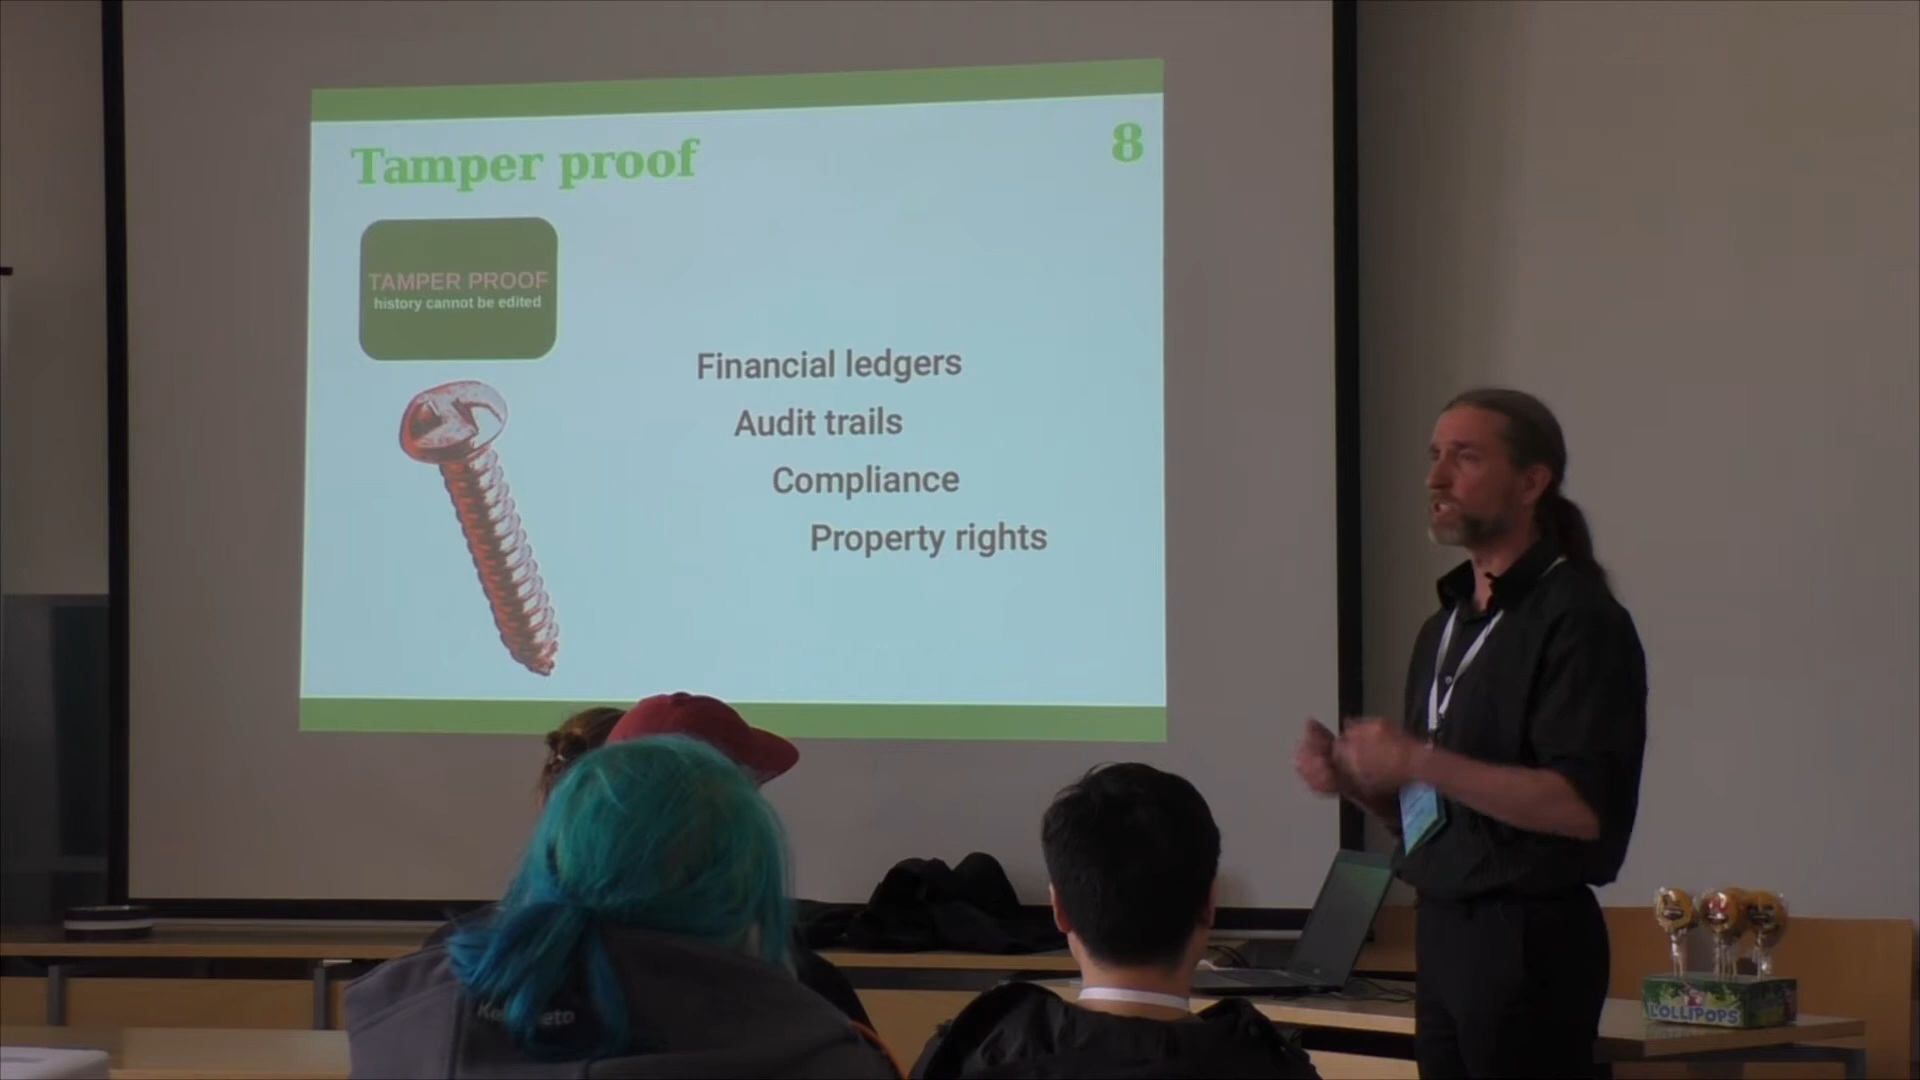 Tamper proof
8
TAMPER PROOF
history cannot be edited
Financial ledgers
Audit trails
Compliance
Property rights
LOLLIPOPS